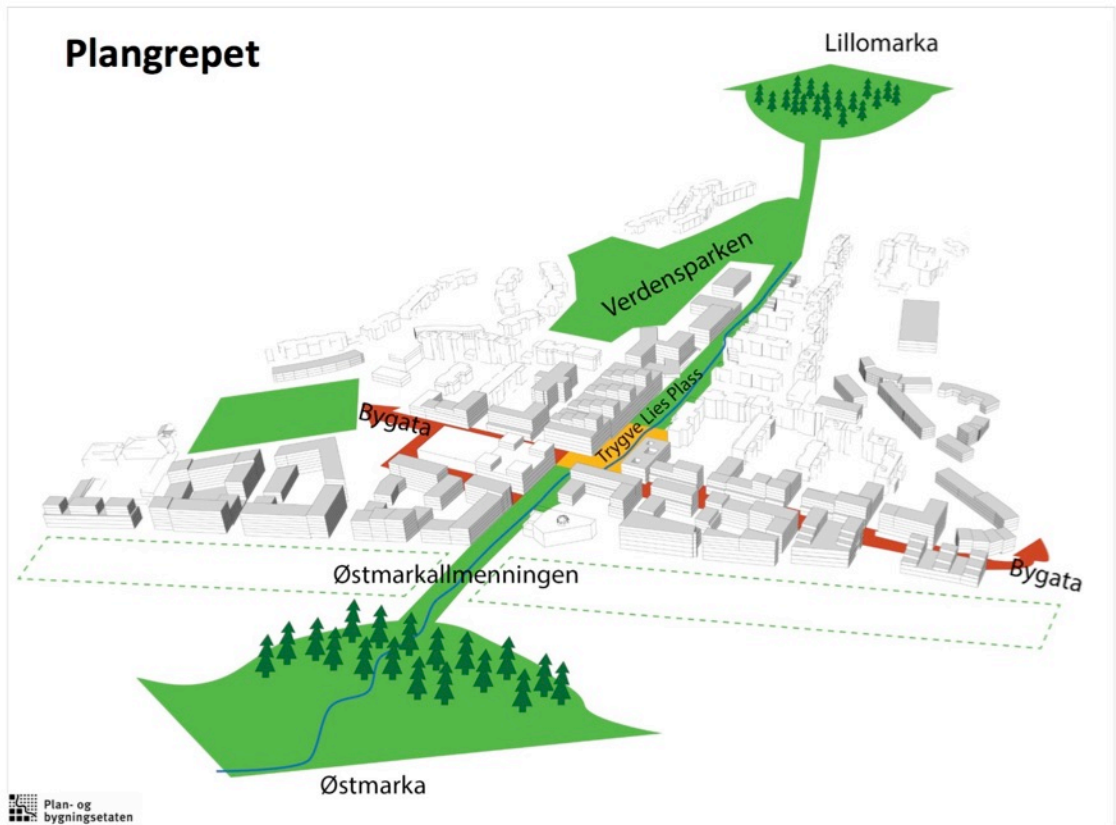 Plangrepet
Lillomarka
Verdensparken
Trygve Lies Plass
Bygata
Østmarkallmenningen
Bygata
Østmarka
Plan- og
bygningsetaten